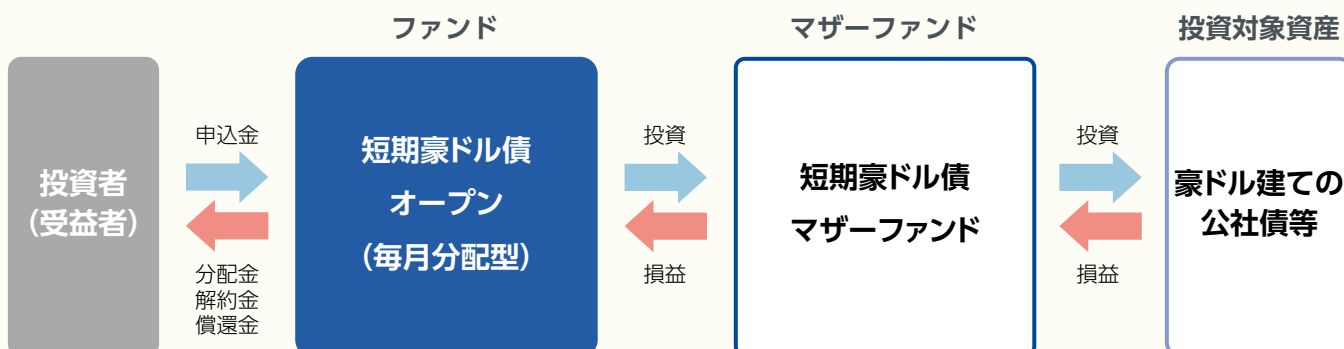 ファンド
マザーファンド
投資対象資産
投資者
(受益者)
申込金
分配金
解約金
償還金
短期豪ドル債
オープン
(毎月分配型)
投資
損益
短期豪ドル債
マザーファンド
投資
損益
豪ドル建ての
公社債等